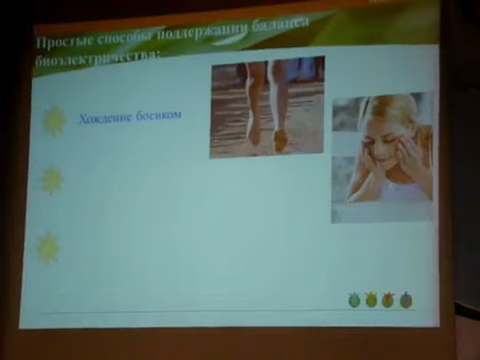 Простые способы поддержания баланса
биоэлектричества:
Хождение босиком